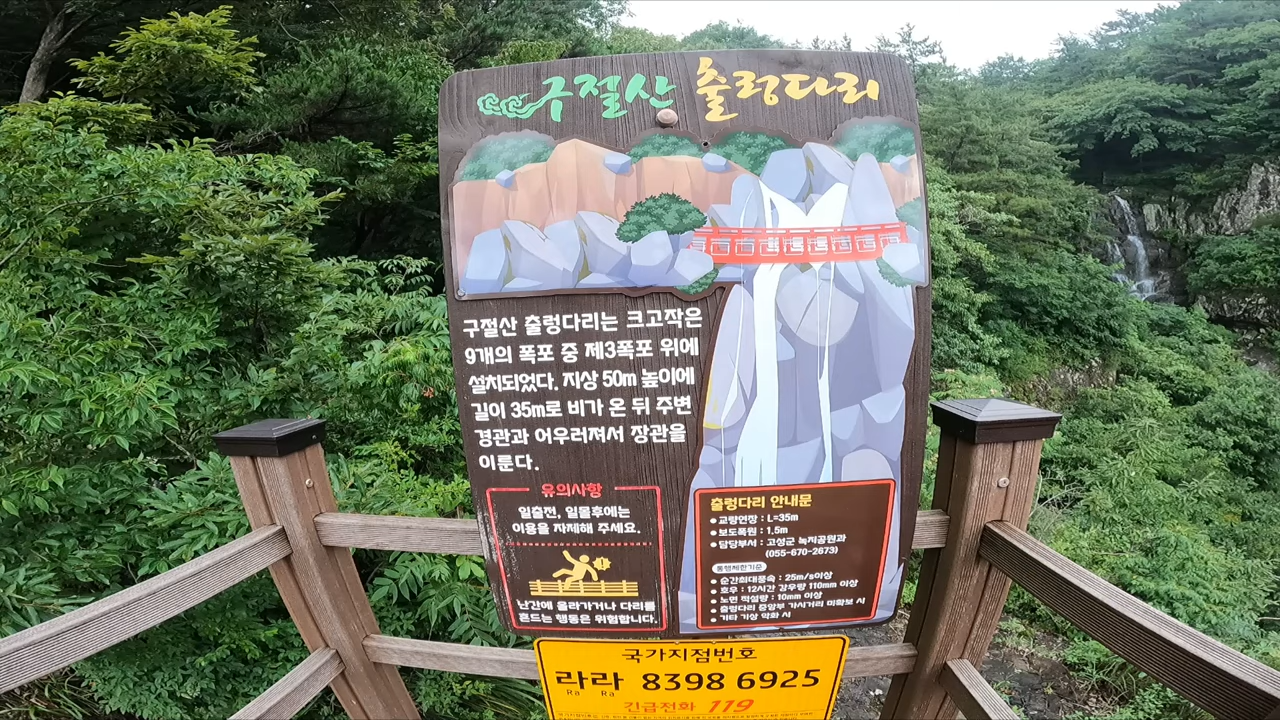 구절산 출렁다리
구절산 출렁다리는 크고작은
9개의 폭포 중 제3폭포 위에
설치되었다. 지상 50m 높이에
길이 35m로 비가 온 뒤 주변
경관과 어우러져서 장관을
이룬다.
유의사항
일출전, 일몰후에는
이용을 자제해 주세요.
난간에 올라가거나 다리를
흔드는 행동은 위험합니다.
출렁다리 안내문
• 교량연장 : L=35m
• 보도폭원 : 1.5m
• 담당부서 : 고성군 녹지공원과
(055-670-2673)
통행제한기준
• 순간최대풍속 : 25m/s이상
• 호우 : 12시간 강우량 110mm 이상
• 노면 적설량 : 10mm 이상
• 출렁다리 중앙부 가시거리 미확보 시
• 기타 기상 악화 시
국가지점번호
라라 8398 6925
Ra Ra
긴급전화 119